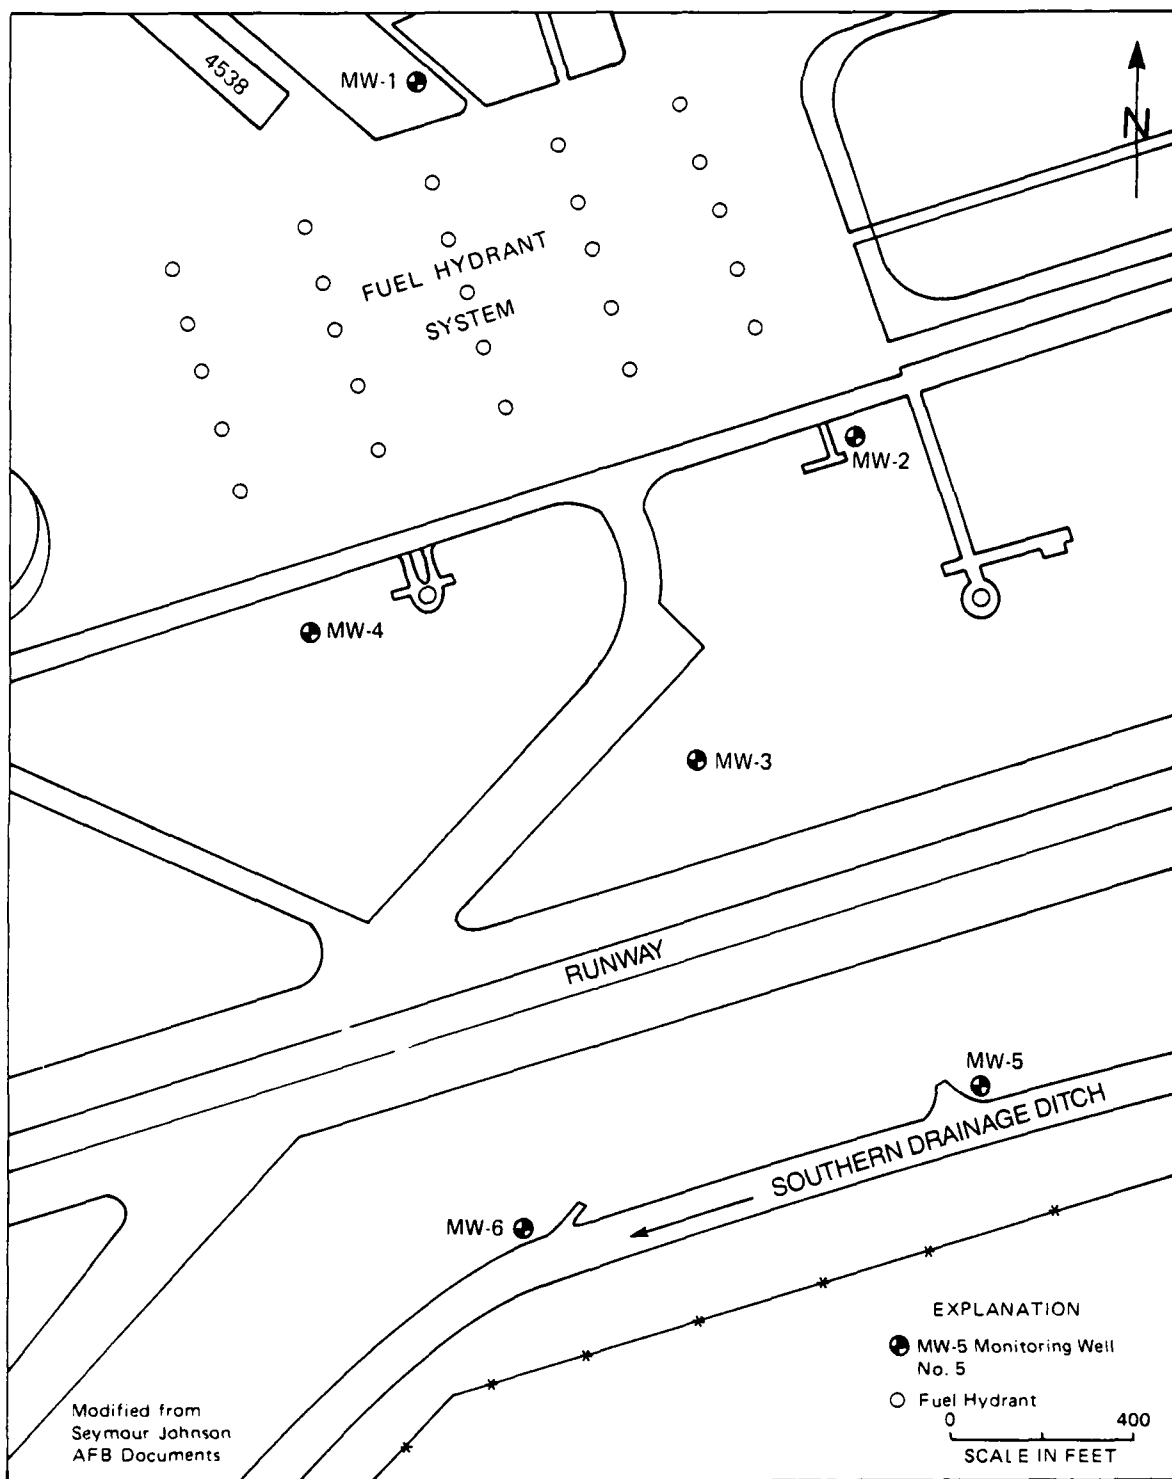 4538
MW-1
N
FUEL HYDRANT
SYSTEM
MW-2
MW-4
MW-3
RUNWAY
MW-5
SOUTHERN DRAINAGE DITCH
MW-6
EXPLANATION
MW-5 Monitoring Well
No. 5
Fuel Hydrant
0 400
SCALE IN FEET
Modified from
Seymour Johnson
AFB Documents